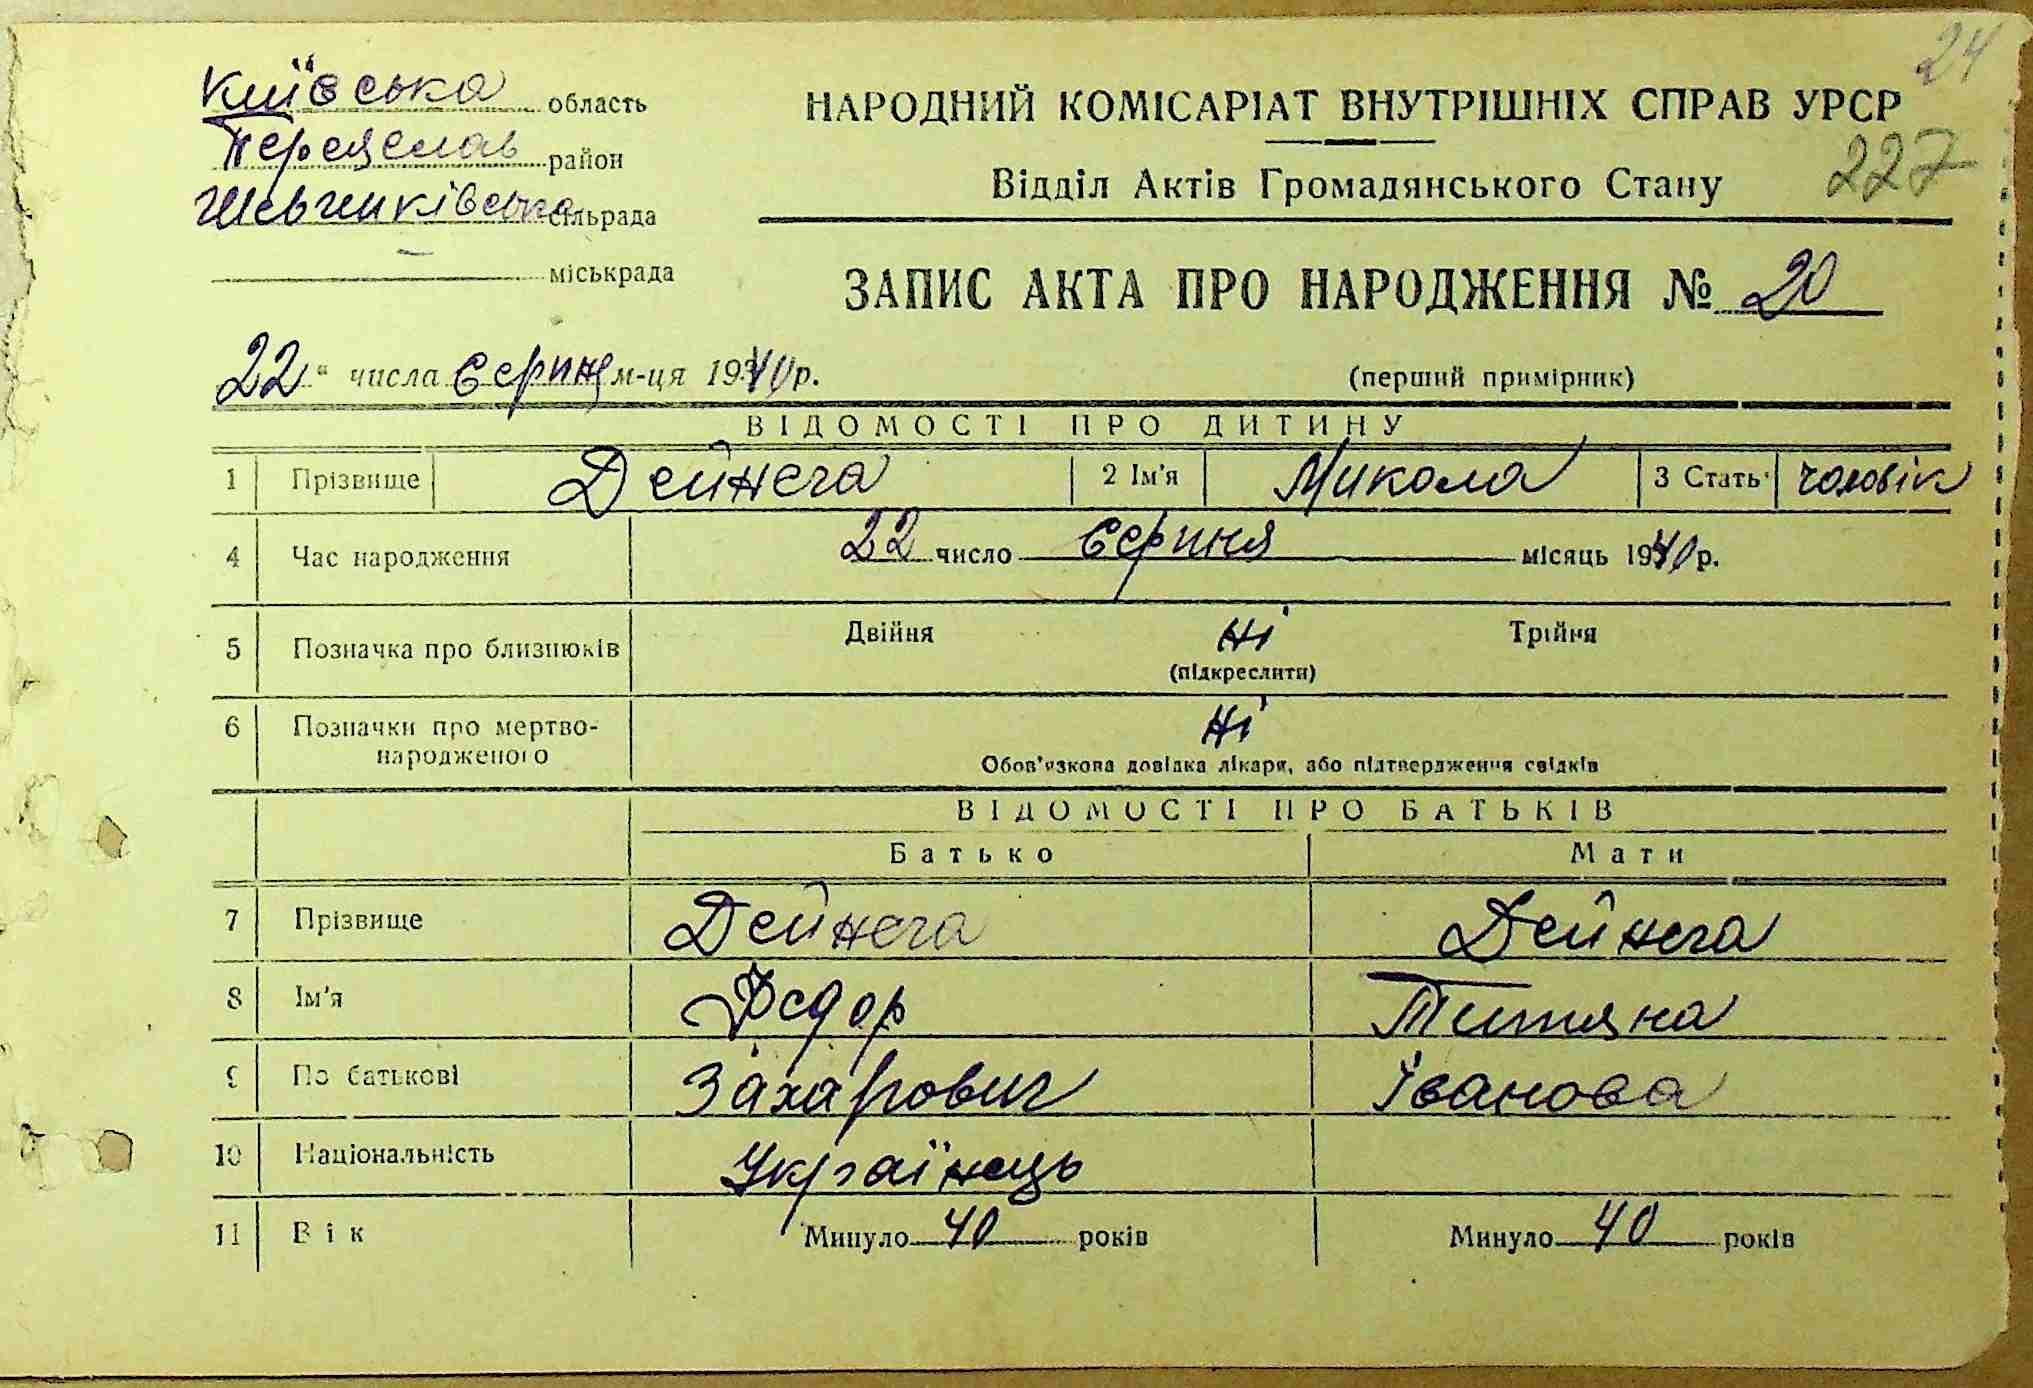 24
Київська область
НАРОДНИЙ КОМІСАРІАТ ВНУТРІШНІХ СПРАВ УРСР
Переяслав район
Відділ Актів Громадянського Стану 227
сільрада
міськрада
ЗАПИС АКТА ПРО НАРОДЖЕННЯ № 20
22 " числа Серпня м-ця 1940 р. (перший примірник)
ВІДОМОСТІ ПРО ДИТИНУ
1 Прізвище Дейнега 2 Ім'я Микола 3 Стать чоловік
4 Час народження 22 число Серпня місяць 1940 р.
5 Позначка про близнюків Двійня Ні Трійня
(підкреслити)
6 Позначки про мертво- Ні
народженого Обов'язкова довідка лікаря, або підтвердження свідків
ВІДОМОСТІ ПРО БАТЬКІВ
Батько Мати
7 Прізвище Дейнега Дейнега
8 Ім'я Федор Титяна
9 По батькові Захарович Іванова
10 Національність Українець
11 Вік Минуло 40 років Минуло 40 років